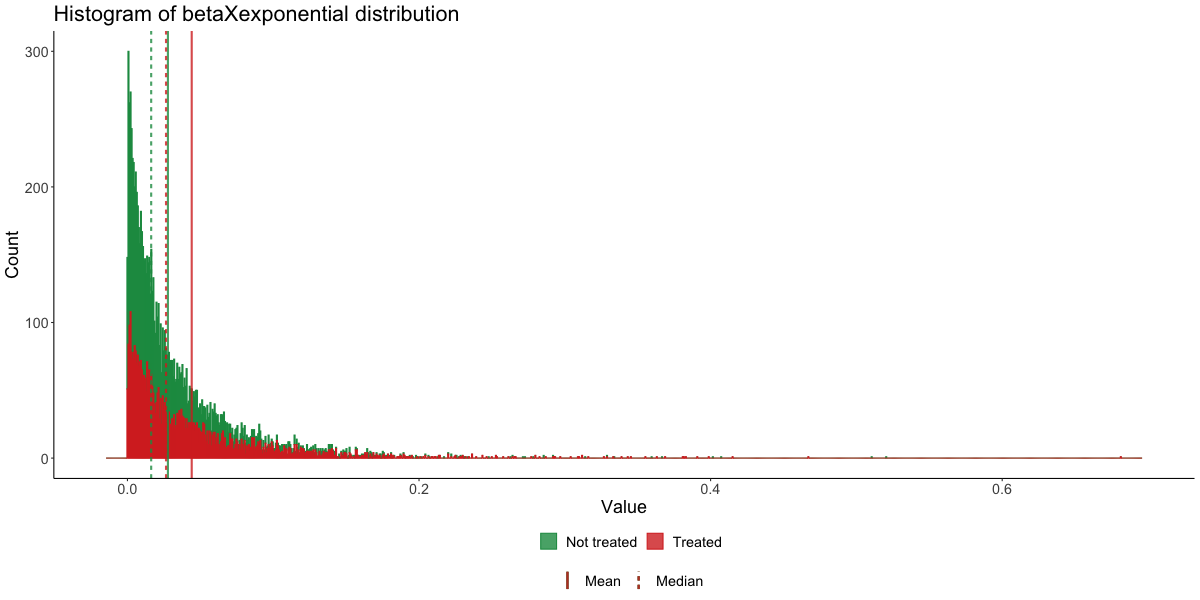 Histogram of betaXexponential distribution
300
200
100
0
Count
0.0
0.2
0.4
0.6
Value
Not treated
Treated
Mean
Median